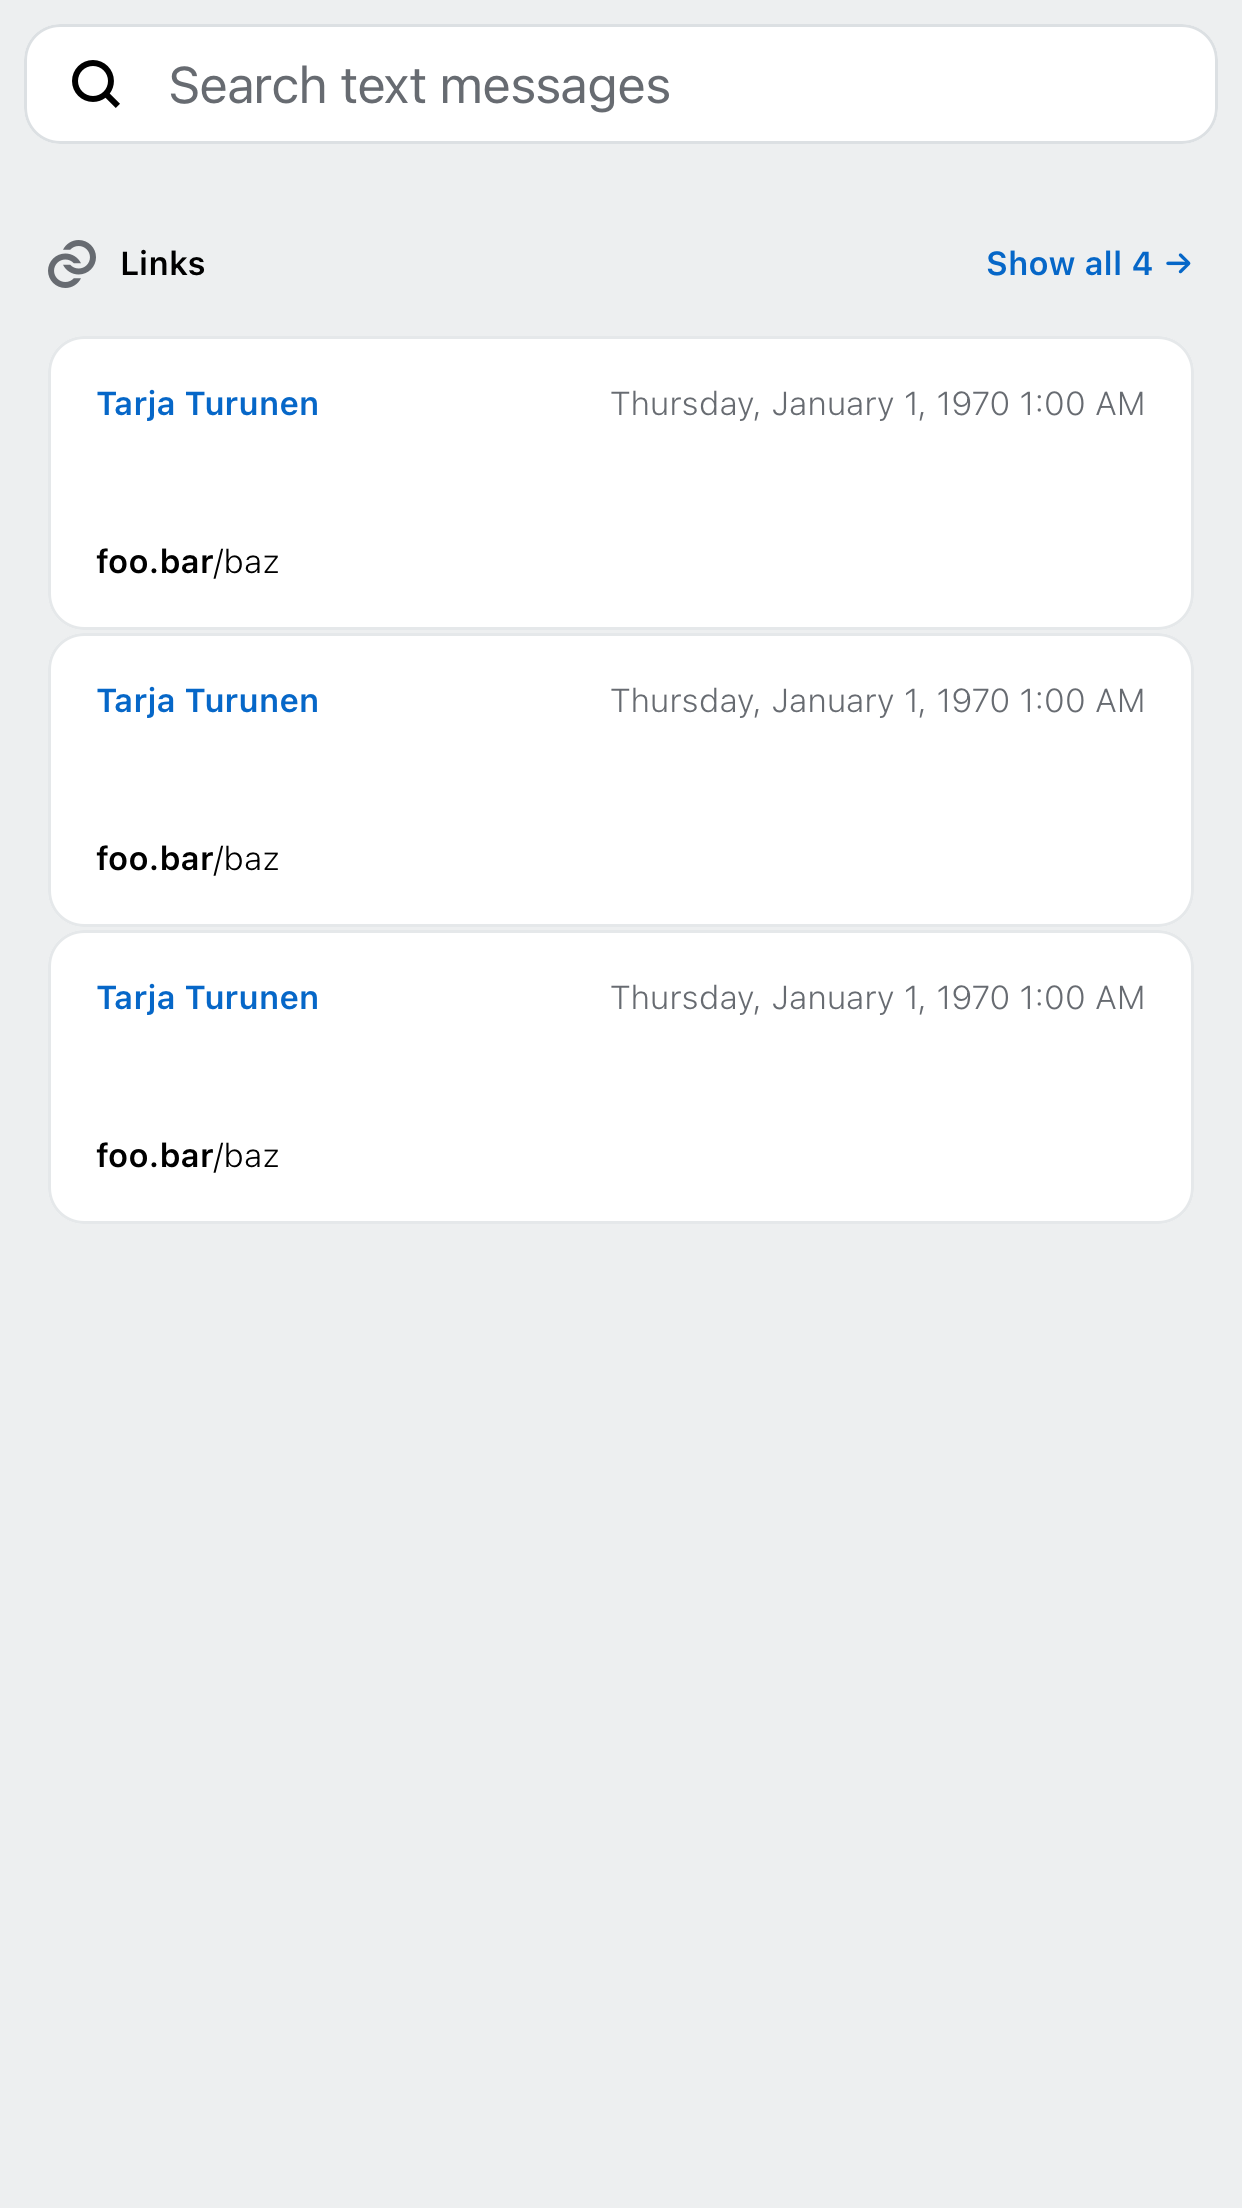 Search text messages
Links
Show all 4 →
Tarja Turunen Thursday, January 1, 1970 1:00 AM
foo.bar/baz
Tarja Turunen Thursday, January 1, 1970 1:00 AM
foo.bar/baz
Tarja Turunen Thursday, January 1, 1970 1:00 AM
foo.bar/baz